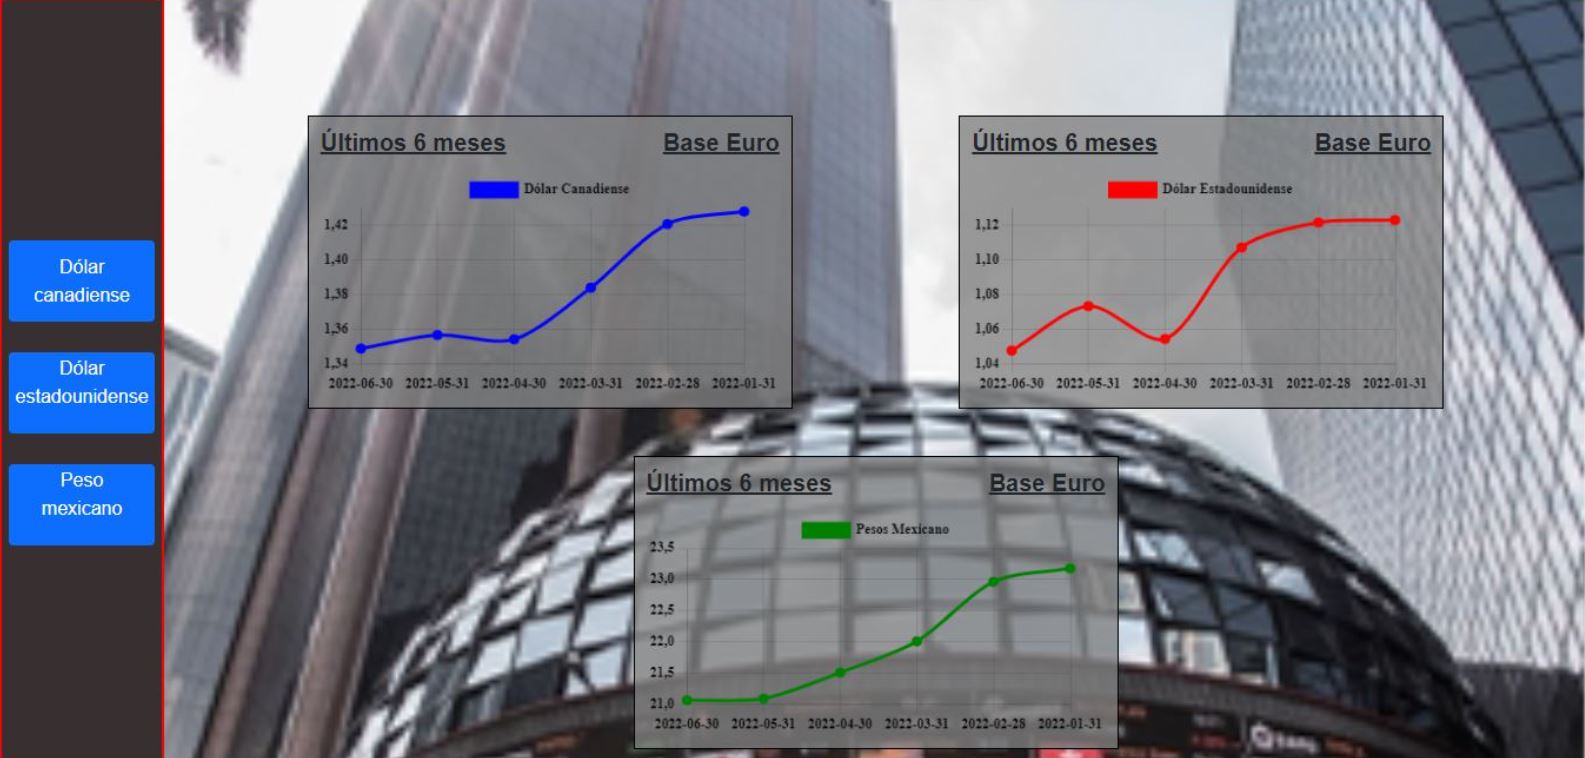 Dólar
canadiense
Dólar
estadounidense
Peso
mexicano
Últimos 6 meses Base Euro
Dólar Canadiense
1,42
1,40
1,38
1,36
1,34
2022-06-30 2022-05-31 2022-04-30 2022-03-31 2022-02-28 2022-01-31
Últimos 6 meses Base Euro
Dólar Estadounidense
1,12
1,10
1,08
1,06
1,04
2022-06-30 2022-05-31 2022-04-30 2022-03-31 2022-02-28 2022-01-31
Últimos 6 meses Base Euro
Pesos Mexicano
23,5
23,0
22,5
22,0
21,5
21,0
2022-06-30 2022-05-31 2022-04-30 2022-03-31 2022-02-28 2022-01-31